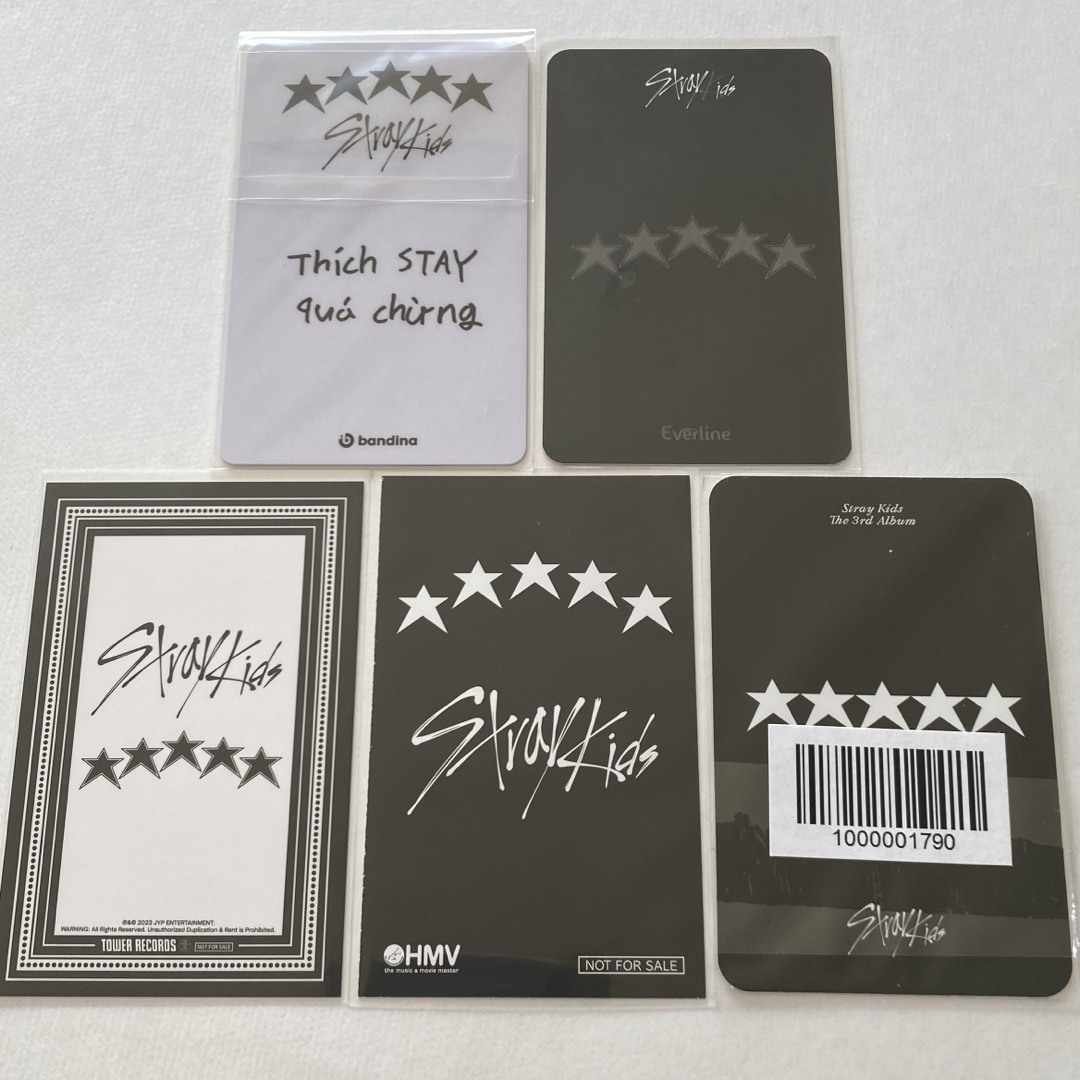 Stray Kids
Thích STAY
quá chừng
bandina
Stray Kids
Everline
Stray Kids
℗&© 2023 JYP ENTERTAINMENT.
WARNING: All Rights Reserved. Unauthorized Duplication & Rent is Prohibited.
TOWER RECORDS NOT FOR SALE
Stray Kids
HMV
the music & movie master
NOT FOR SALE
Stray Kids
The 3rd Album
1000001790
Stray Kids